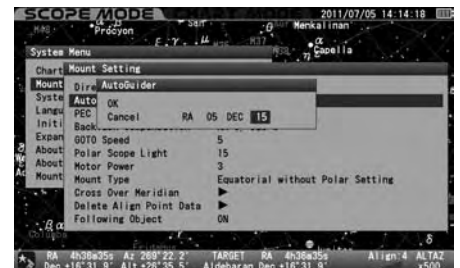 SCOPE MODE 2011/07/05 14:14:18
Procyon
Menkalinan
α
Capella
System Menu
Chart Mount Setting
Mount Dire AutoGuider
Syste Auto OK
Langu PEC Cancel RA 05 DEC 15
Initi Back
Expan GOTO Speed 5
About Polar Scope Light 15
About Motor Power 3
Mount Mount Type Equatorial without Polar Setting
Cross Over Meridian ▶
Delete Align Point Data ▶
Following Object ON
RA 4h38m35s Az 269°22.2' TARGET RA 4h38m35s Align:4 ALTAZ
Dec +16°31.9' Alt +26°35.5' Aldebaran Dec +16°31.9' x500